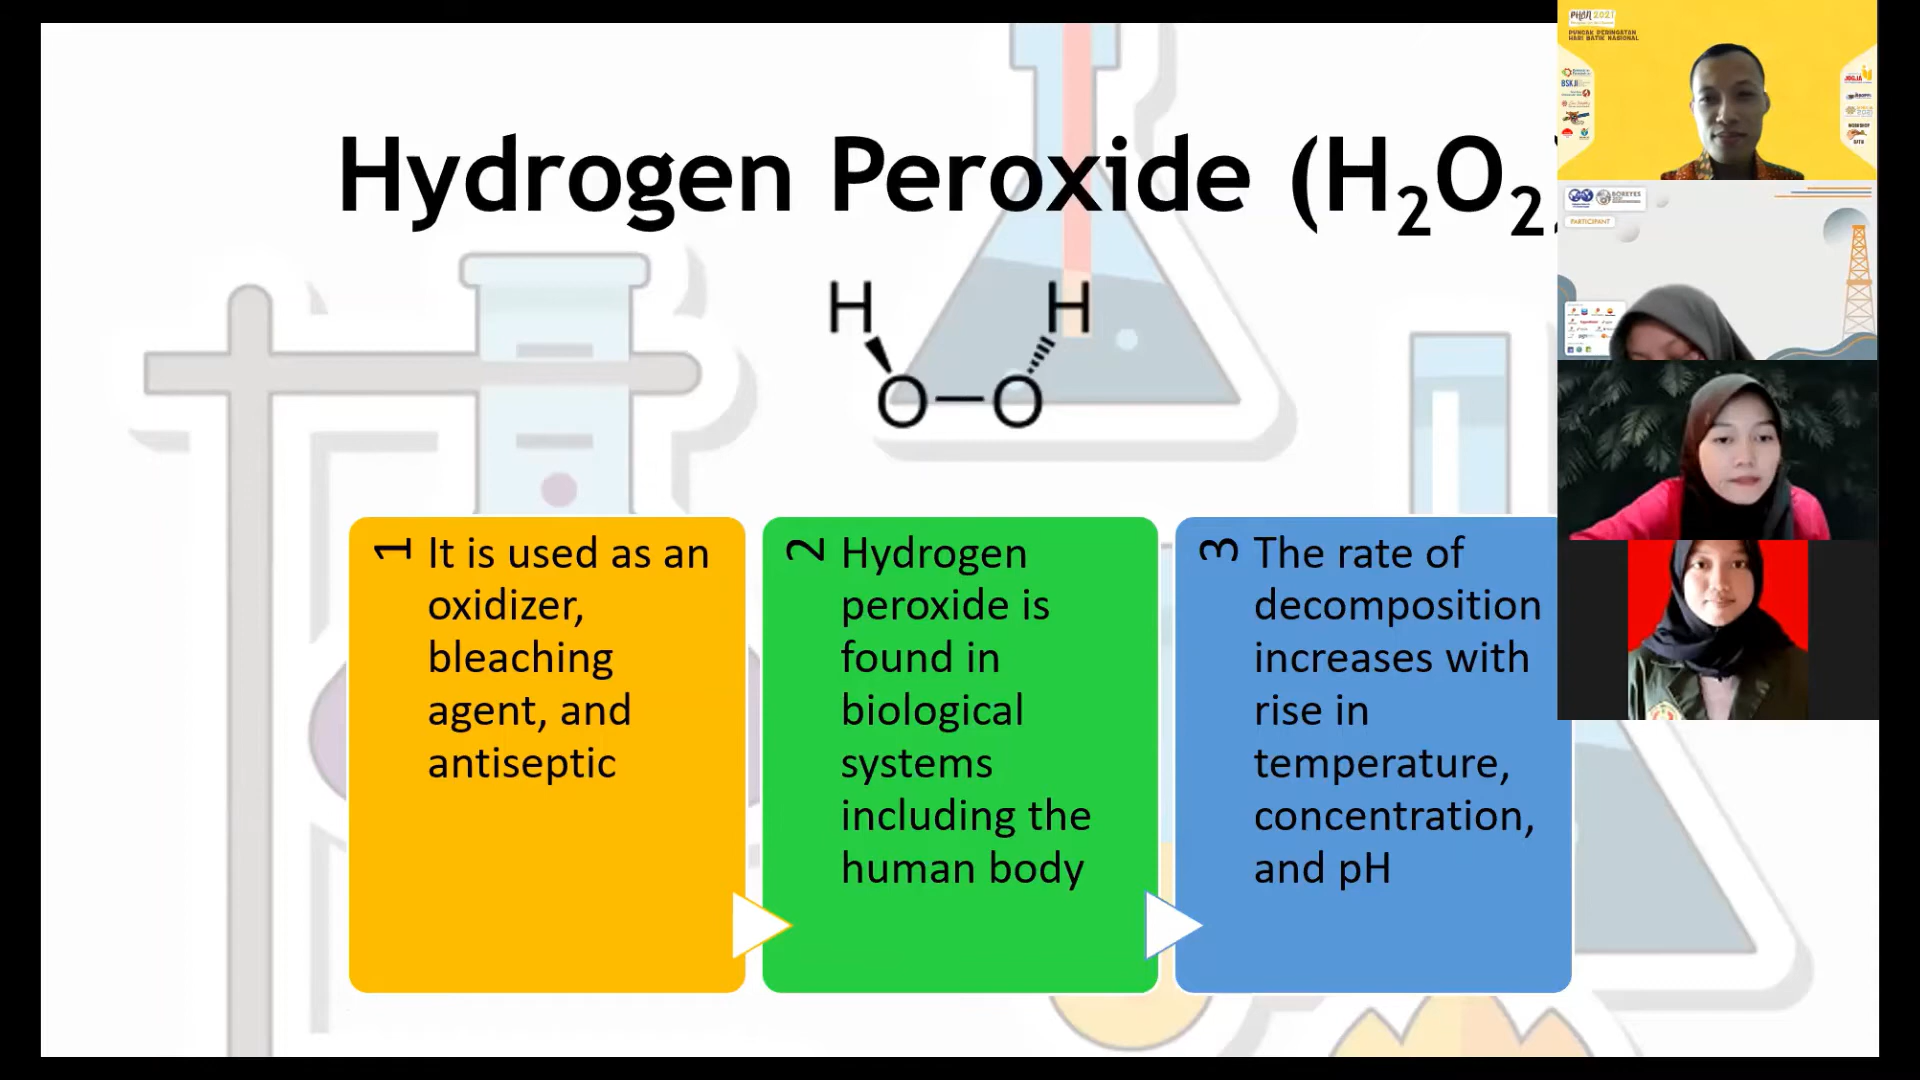 Hydrogen Peroxide (H₂O₂
H H
O O
1 It is used as an
oxidizer,
bleaching
agent, and
antiseptic
2 Hydrogen
peroxide is
found in
biological
systems
including the
human body
3 The rate of
decomposition
increases with
rise in
temperature,
concentration,
and pH
2021
PUNCAK PERINGATAN
HARI BATIK NASIONAL
BSKJI
JOGJA
PARTICIPANT